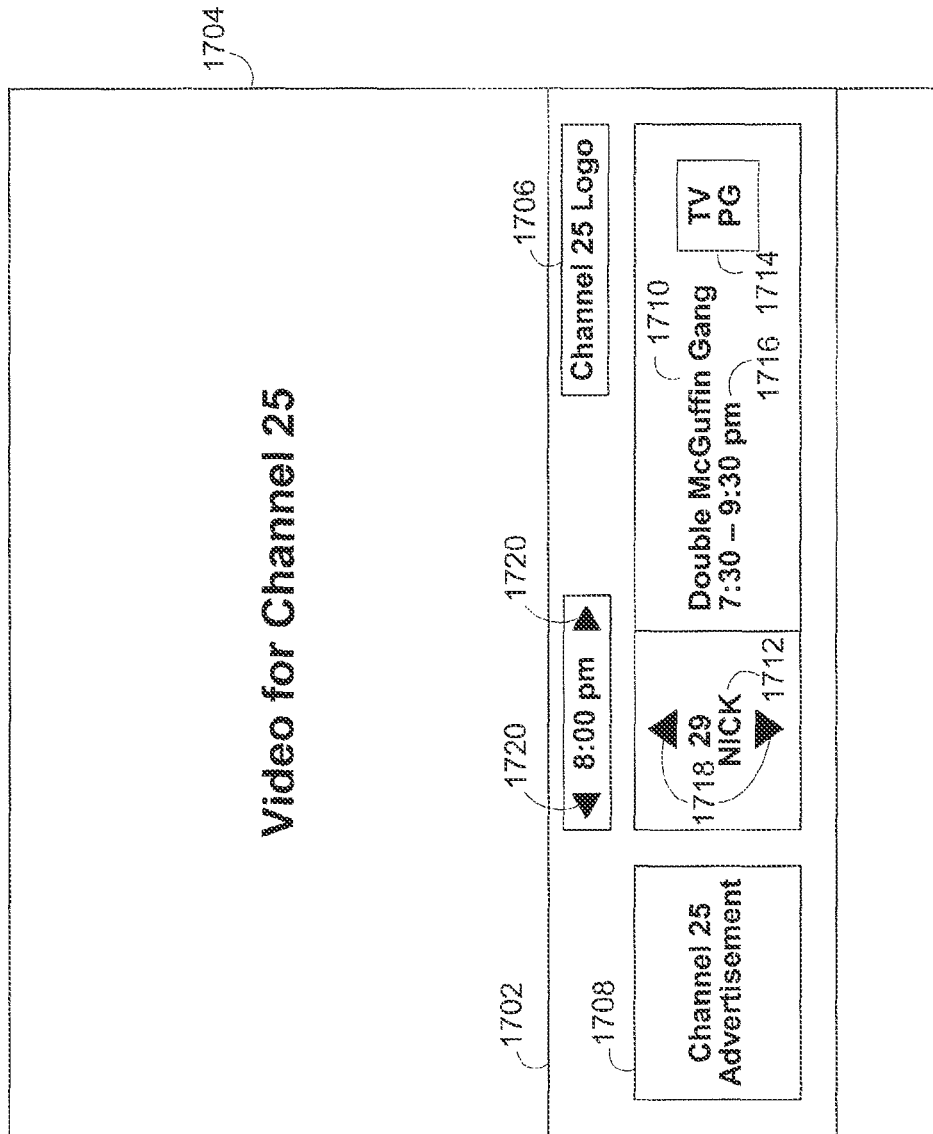 1704
Video for Channel 25
1702
1720
1720
1706
8:00 pm
Channel 25 Logo
1708
Channel 25
Advertisement
1718
29
NICK
1712
1710
Double McGuffin Gang
7:30 – 9:30 pm
1716
1714
TV
PG